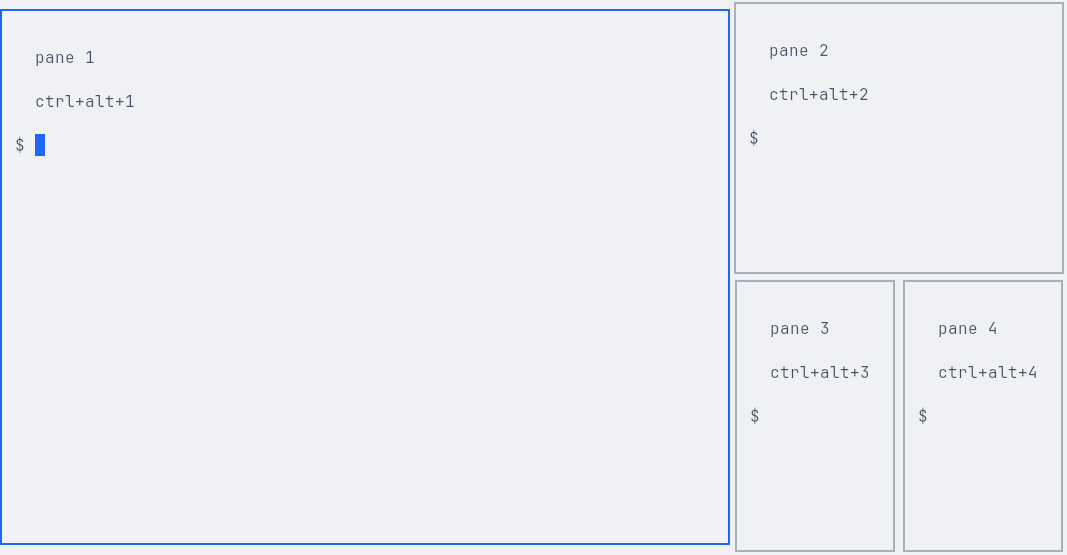 pane 1
ctrl+alt+1
$
pane 2
ctrl+alt+2
$
pane 3
ctrl+alt+3
$
pane 4
ctrl+alt+4
$